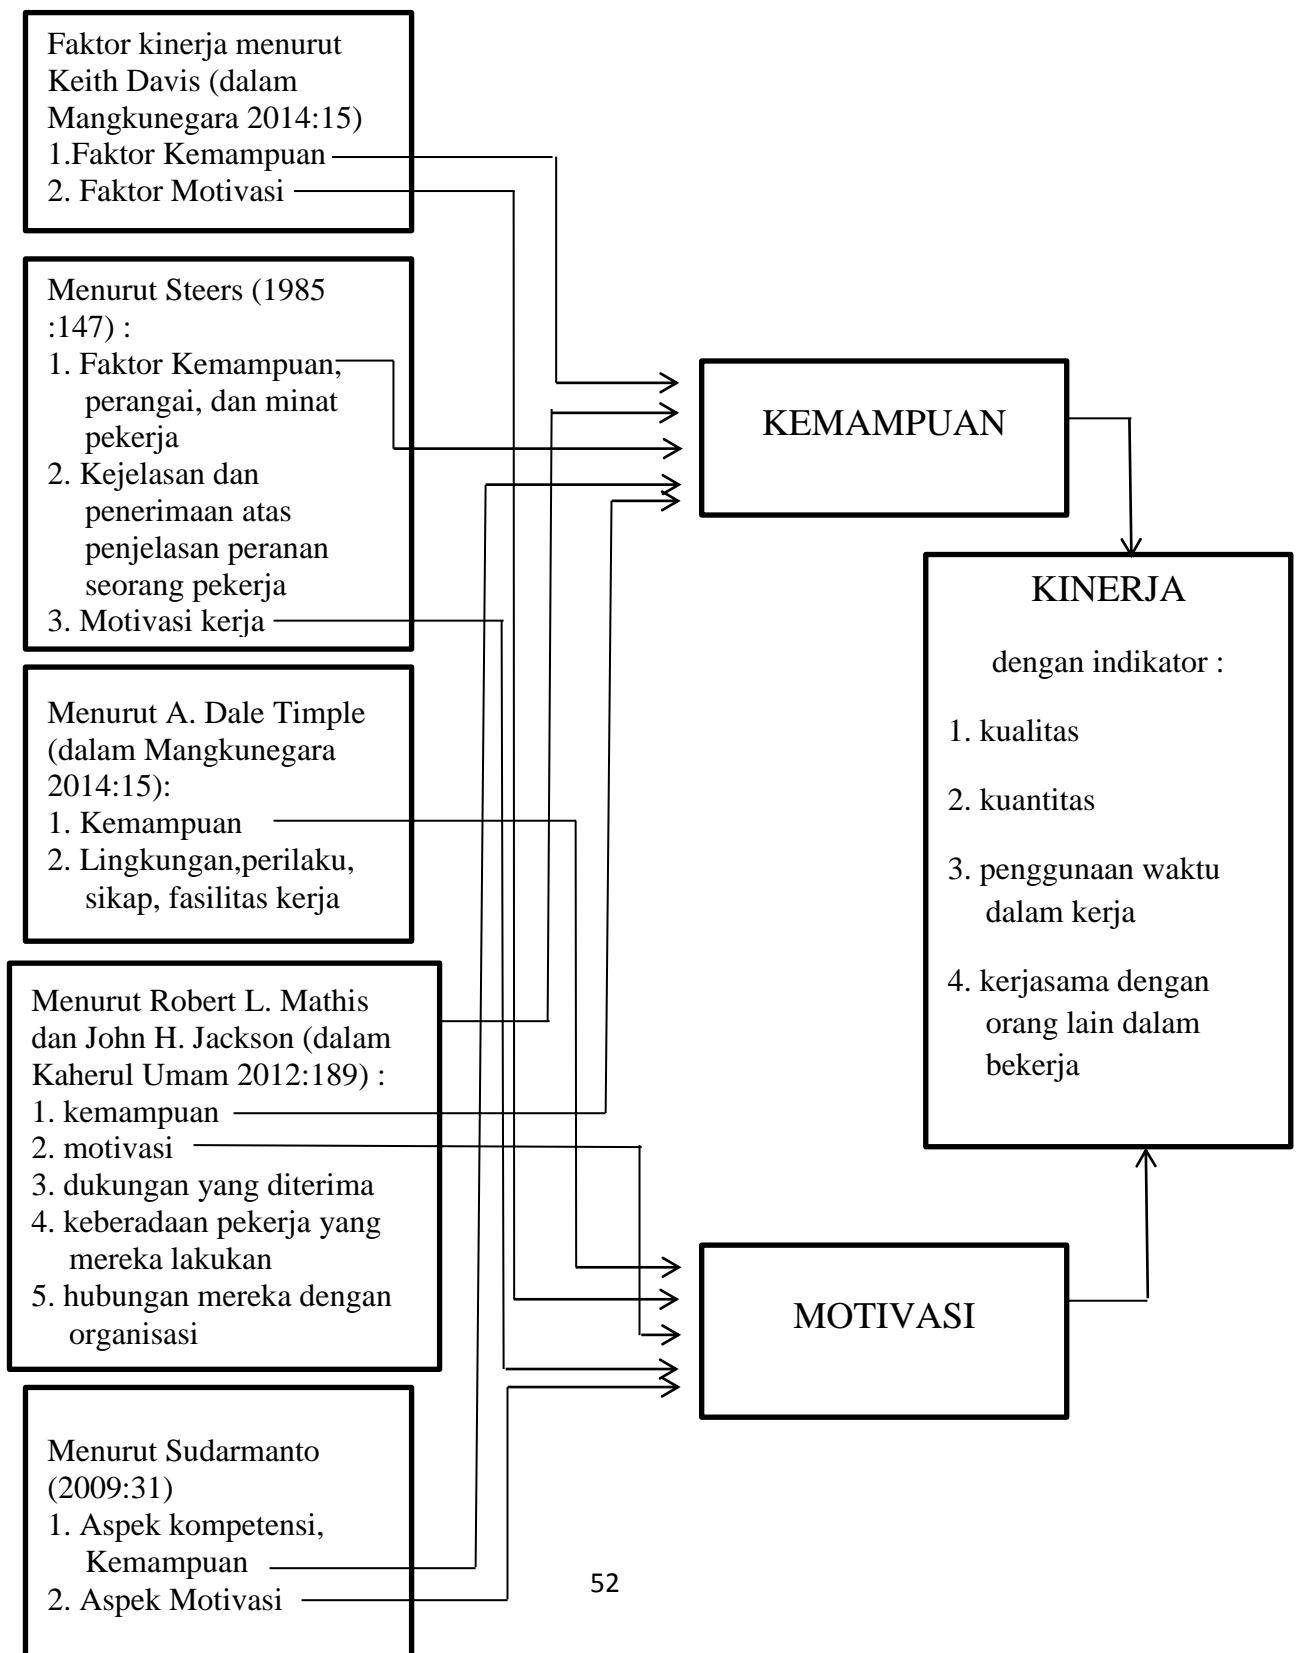 Faktor kinerja menurut
Keith Davis (dalam
Mangkunegara 2014:15)
1.Faktor Kemampuan
2. Faktor Motivasi
Menurut Steers (1985
:147) :
1. Faktor Kemampuan,
perangai, dan minat
pekerja
2. Kejelasan dan
penerimaan atas
penjelasan peranan
seorang pekerja
3. Motivasi kerja
Menurut A. Dale Timple
(dalam Mangkunegara
2014:15):
1. Kemampuan
2. Lingkungan,perilaku,
sikap, fasilitas kerja
Menurut Robert L. Mathis
dan John H. Jackson (dalam
Kaherul Umam 2012:189) :
1. kemampuan
2. motivasi
3. dukungan yang diterima
4. keberadaan pekerja yang
mereka lakukan
5. hubungan mereka dengan
organisasi
Menurut Sudarmanto
(2009:31)
1. Aspek kompetensi,
Kemampuan
2. Aspek Motivasi
KEMAMPUAN
MOTIVASI
KINERJA
dengan indikator :
1. kualitas
2. kuantitas
3. penggunaan waktu
dalam kerja
4. kerjasama dengan
orang lain dalam
bekerja
52